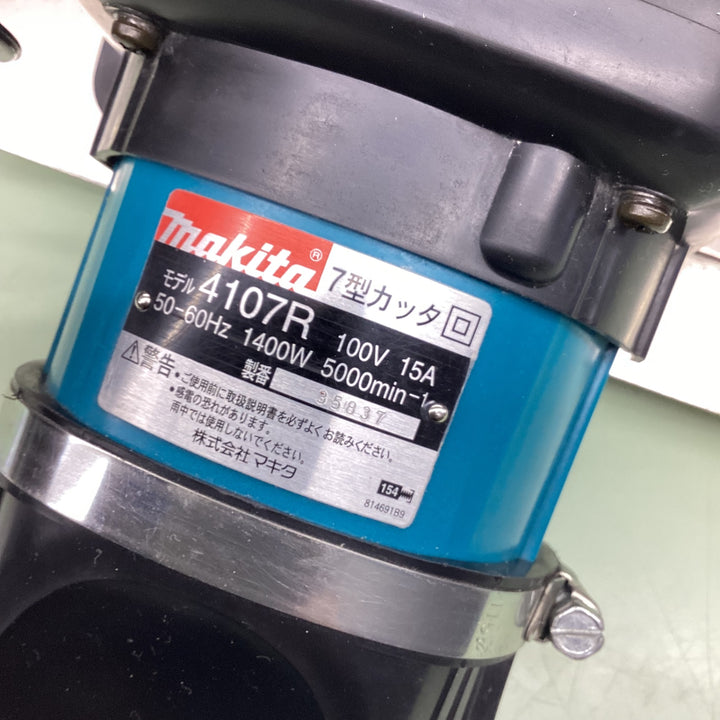 makita®
7型カッタ
モデル 4107R 100V 15A
50-60Hz 1400W 5000min-1
製番 35837
警告 •ご使用前に取扱説明書を必ずよくお読みください。
•感電の恐れがあります。
雨中では使用しないでください。
株式会社 マキタ
154
814691B9